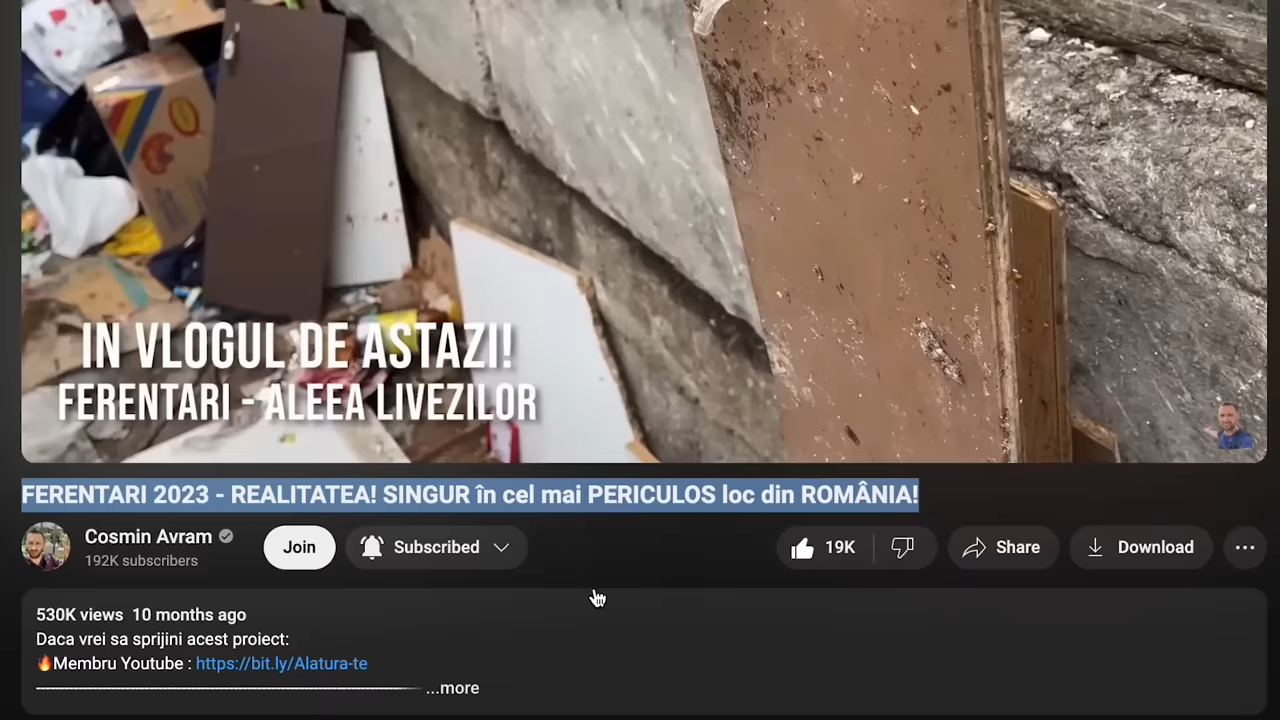 IN VLOGUL DE ASTAZI!
FERENTARI - ALEEA LIVEZILOR
FERENTARI 2023 - REALITATEA! SINGUR în cel mai PERICULOS loc din ROMÂNIA!
Cosmin Avram
192K subscribers
Join
Subscribed
19K
Share
Download
530K views 10 months ago
Daca vrei sa sprijini acest proiect:
🔥Membru Youtube : https://bit.ly/Alatura-te
...more